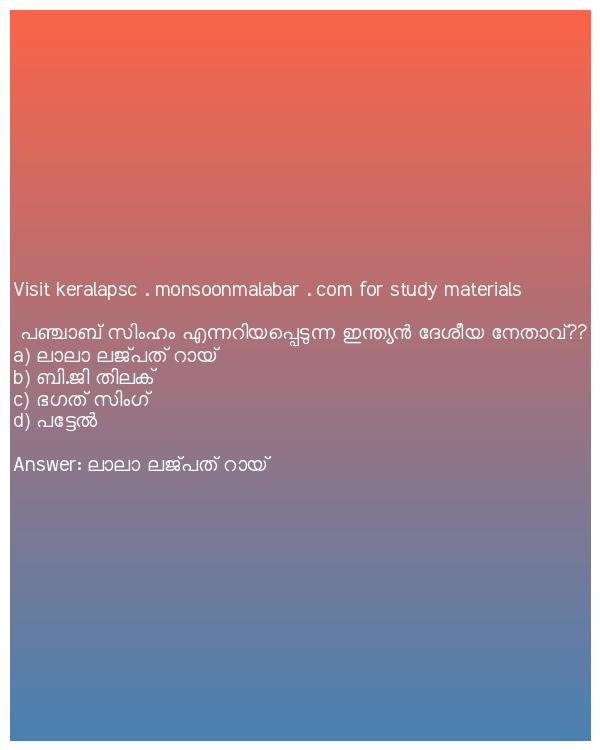 Visit keralapsc . monsoonmalabar . com for study materials
പഞ്ചാബ് സിംഹം എന്നറിയപ്പെടുന്ന ഇന്ത്യൻ ദേശീയ നേതാവ്??
a) ലാലാ ലജ്പത് റായ്
b) ബി.ജി തിലക്
c) ഭഗത് സിംഗ്
d) പട്ടേൽ
Answer: ലാലാ ലജ്പത് റായ്